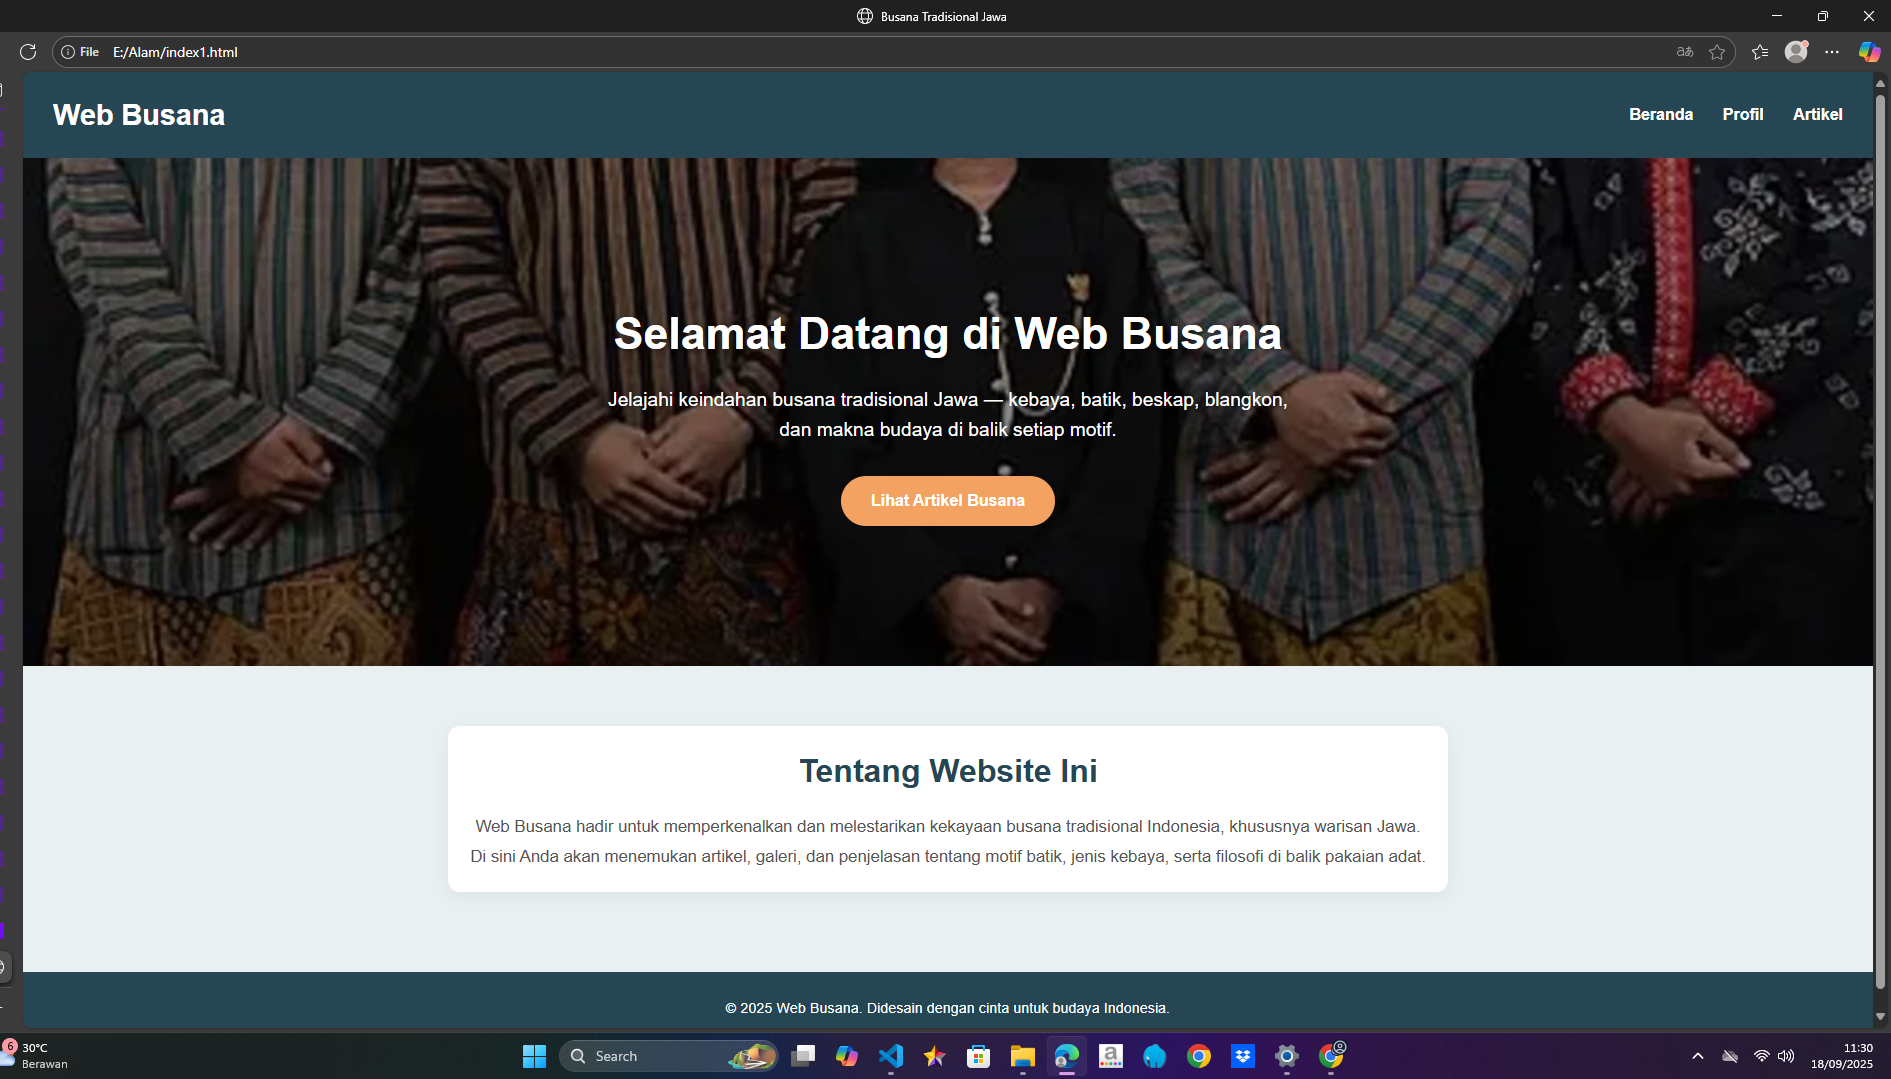 Busana Tradisional Jawa
File E:/Alam/index1.html
Web Busana
Beranda Profil Artikel
Selamat Datang di Web Busana
Jelajahi keindahan busana tradisional Jawa — kebaya, batik, beskap, blangkon,
dan makna budaya di balik setiap motif.
Lihat Artikel Busana
Tentang Website Ini
Web Busana hadir untuk memperkenalkan dan melestarikan kekayaan busana tradisional Indonesia, khususnya warisan Jawa.
Di sini Anda akan menemukan artikel, galeri, dan penjelasan tentang motif batik, jenis kebaya, serta filosofi di balik pakaian adat.
© 2025 Web Busana. Didesain dengan cinta untuk budaya Indonesia.
6
30°C
Berawan
Search
11:30
18/09/2025